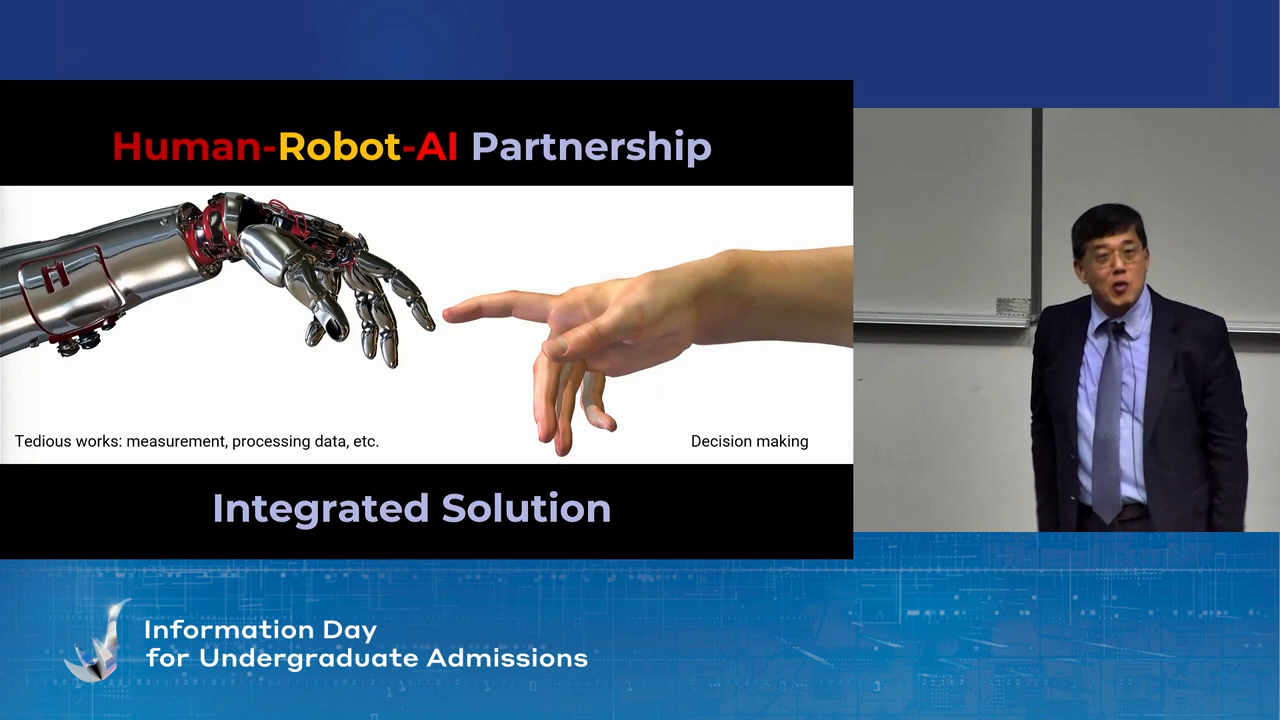 Human-Robot-AI Partnership
Tedious works: measurement, processing data, etc.
Decision making
Integrated Solution
Information Day
for Undergraduate Admissions